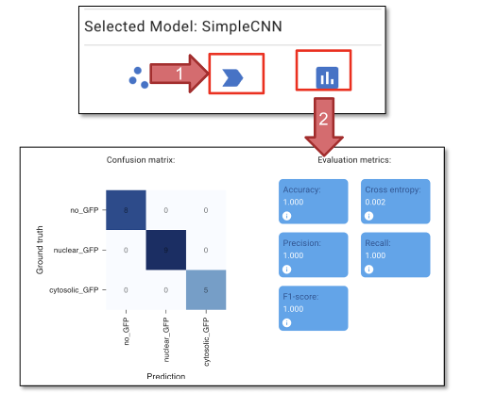 Selected Model: SimpleCNN
1
2
Confusion matrix:
Evaluation metrics:
Ground truth
no_GFP
0
0
nuclear_GFP
0
0
cytosolic_GFP
0
0
5
no_GFP
nuclear_GFP
cytosolic_GFP
Prediction
Accuracy:
1.000
Cross entropy:
0.002
Precision:
1.000
Recall:
1.000
F1-score:
1.000